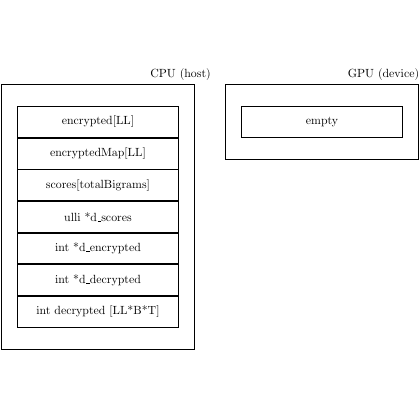 CPU (host)
GPU (device)
encrypted[LL]
empty
encryptedMap[LL]
scores[totalBigrams]
ulli *d_scores
int *d_encrypted
int *d_decrypted
int decrypted [LL*B*T]